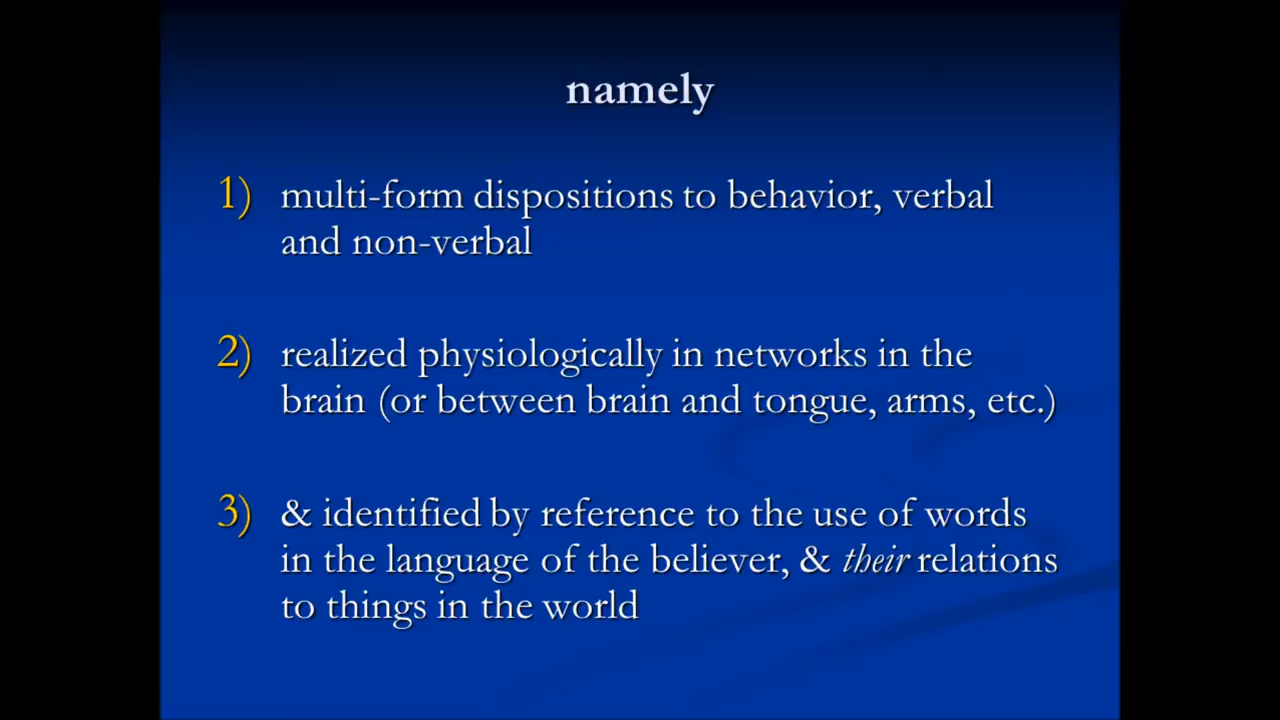 namely
1) multi-form dispositions to behavior, verbal
and non-verbal
2) realized physiologically in networks in the
brain (or between brain and tongue, arms, etc.)
3) & identified by reference to the use of words
in the language of the believer, & their relations
to things in the world